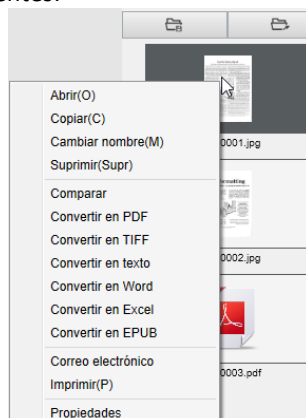 Abrir(O)
Copiar(C)
Cambiar nombre(M)
Suprimir(Supr)
Comparar
Convertir en PDF
Convertir en TIFF
Convertir en texto
Convertir en Word
Convertir en Excel
Convertir en EPUB
Correo electrónico
Imprimir(P)
Propiedades
0001.jpg
0002.jpg
0003.pdf